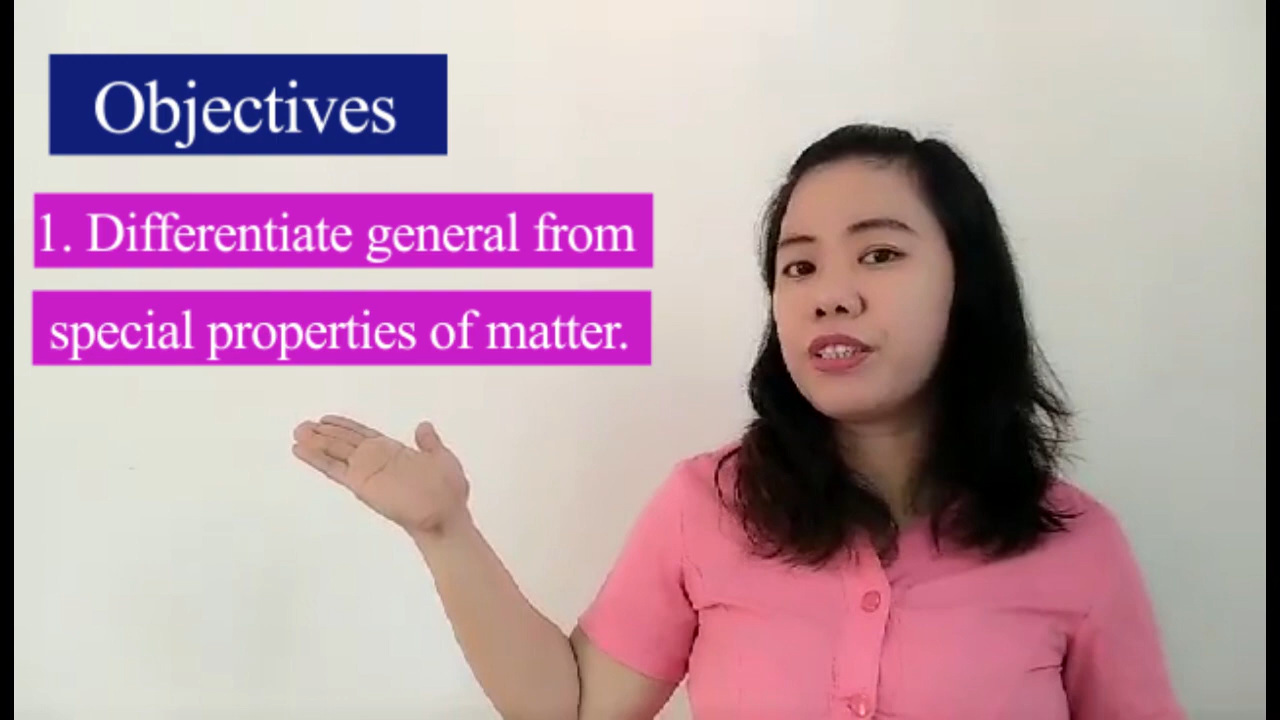 Objectives
1. Differentiate general from
special properties of matter.